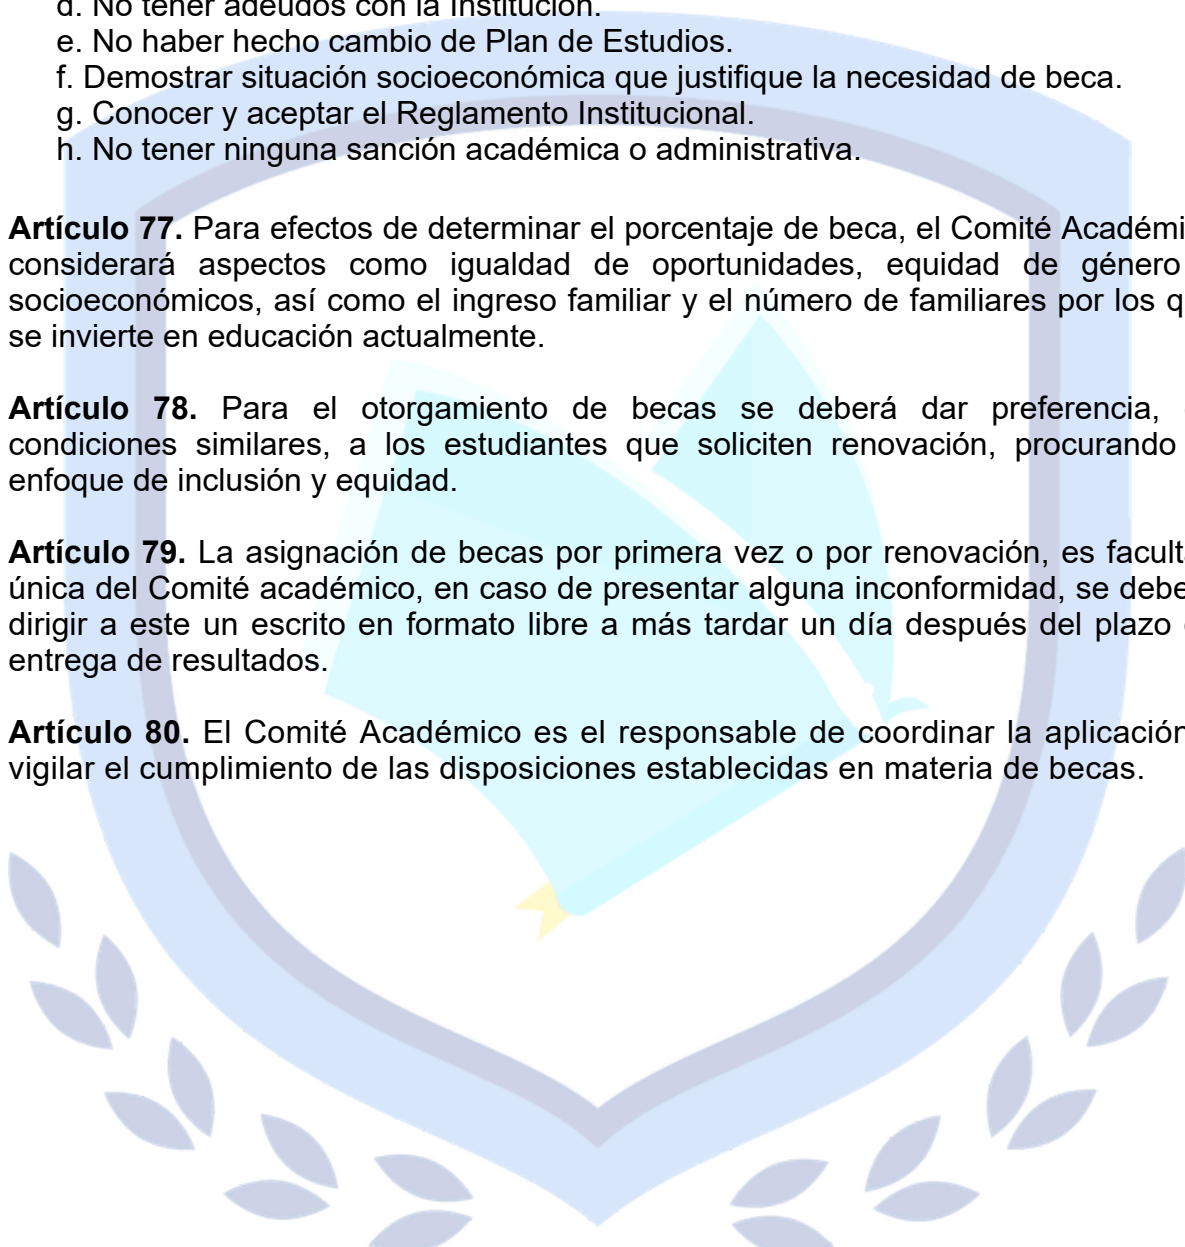 d. No tener adeudos con la Institución.
e. No haber hecho cambio de Plan de Estudios.
f. Demostrar situación socioeconómica que justifique la necesidad de beca.
g. Conocer y aceptar el Reglamento Institucional.
h. No tener ninguna sanción académica o administrativa.
Artículo 77. Para efectos de determinar el porcentaje de beca, el Comité Académi
considerará aspectos como igualdad de oportunidades, equidad de género
socioeconómicos, así como el ingreso familiar y el número de familiares por los q
se invierte en educación actualmente.
Artículo 78. Para el otorgamiento de becas se deberá dar preferencia,
condiciones similares, a los estudiantes que soliciten renovación, procurando
enfoque de inclusión y equidad.
Artículo 79. La asignación de becas por primera vez o por renovación, es facult
única del Comité académico, en caso de presentar alguna inconformidad, se debe
dirigir a este un escrito en formato libre a más tardar un día después del plazo
entrega de resultados.
Artículo 80. El Comité Académico es el responsable de coordinar la aplicación
vigilar el cumplimiento de las disposiciones establecidas en materia de becas.